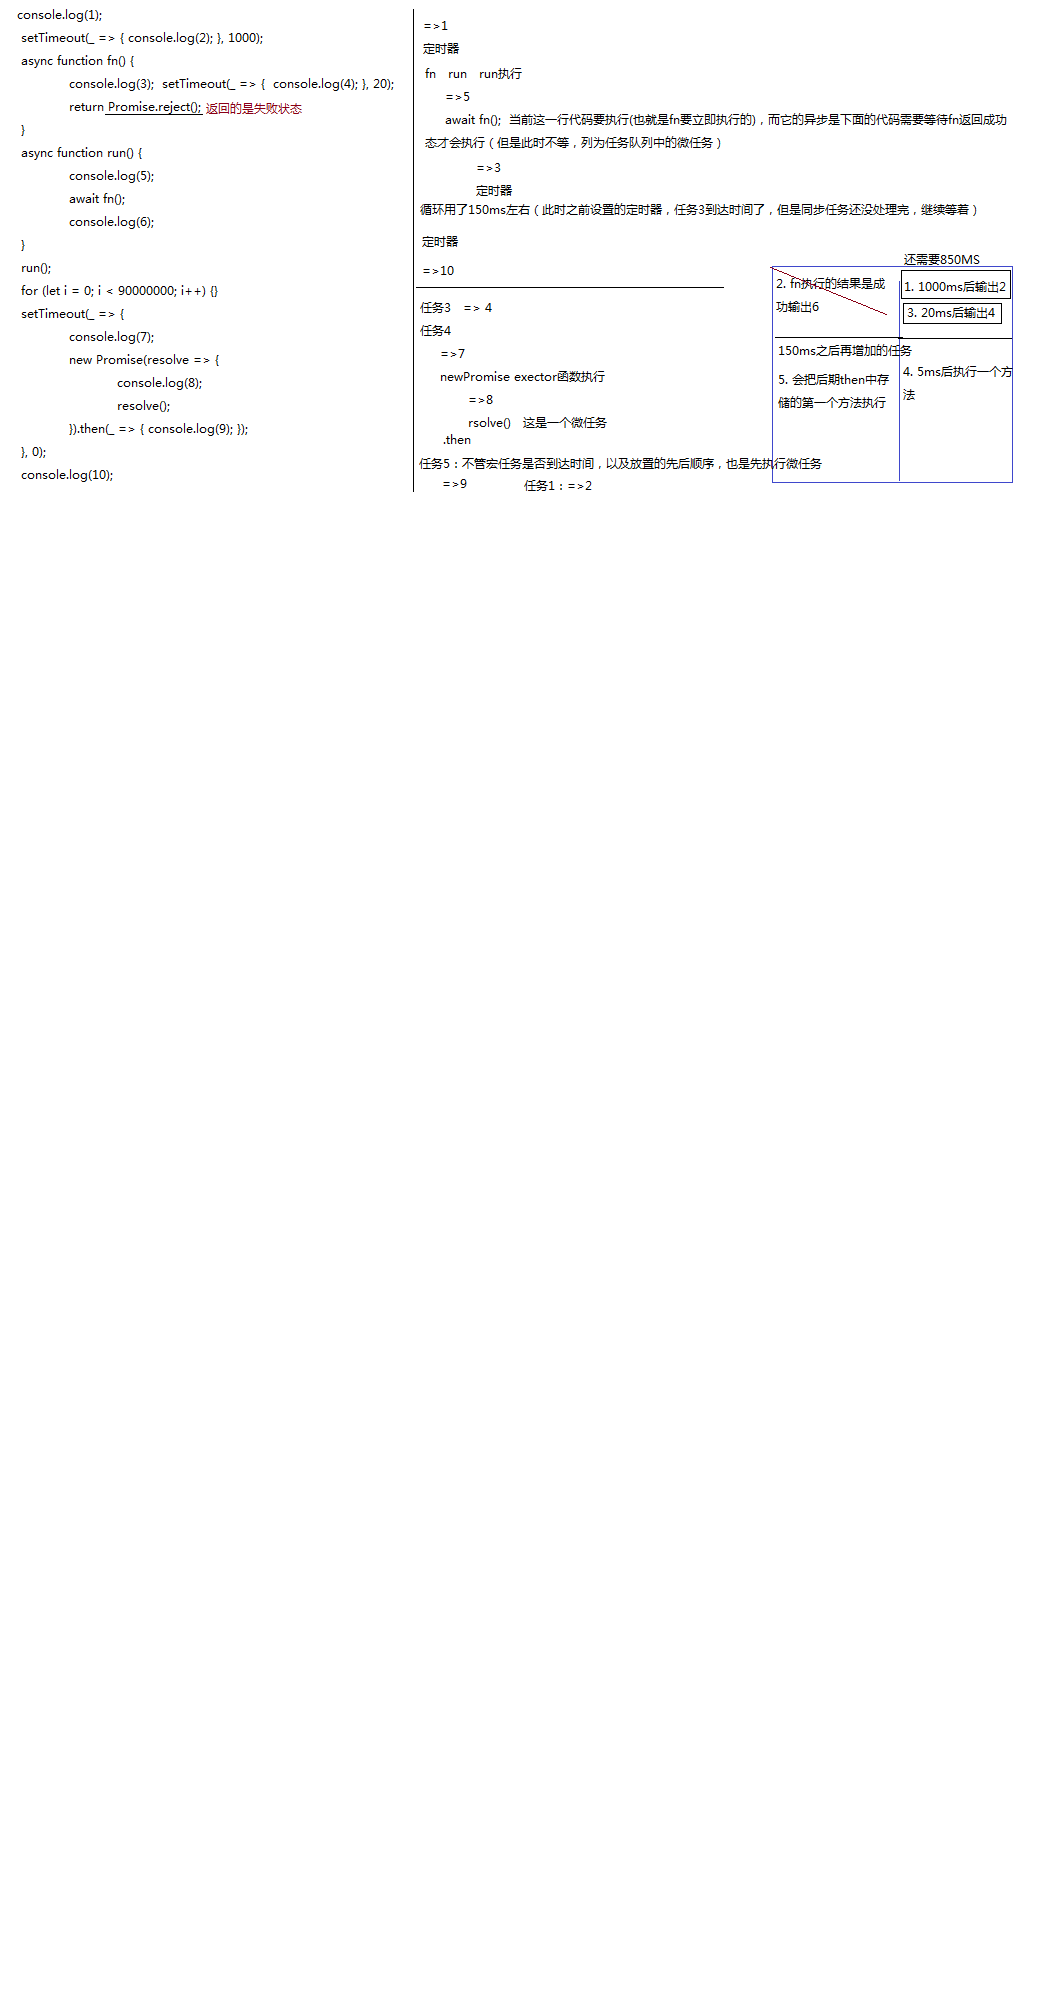 console.log(1);
setTimeout(_ => { console.log(2); }, 1000);
async function fn() {
console.log(3);  setTimeout(_ => {  console.log(4); }, 20);
return Promise.reject(); 返回的是失败状态
}
async function run() {
console.log(5);
await fn();
console.log(6);
}
run();
for (let i = 0; i < 90000000; i++) {}
setTimeout(_ => {
console.log(7);
new Promise(resolve => {
console.log(8);
resolve();
}).then(_ => { console.log(9); });
}, 0);
console.log(10);
=>1
定时器
fn   run   run执行
=>5
await fn();  当前这一行代码要执行(也就是fn要立即执行的)，而它的异步是下面的代码需要等待fn返回成功
态才会执行（但是此时不等，列为任务队列中的微任务）
=>3
定时器
循环用了150ms左右（此时之前设置的定时器，任务3到达时间了，但是同步任务还没处理完，继续等着）
定时器
=>10
任务3   => 4
任务4
=>7
newPromise exector函数执行
=>8
rsolve()   这是一个微任务
.then
任务5：不管宏任务是否到达时间，以及放置的先后顺序，也是先执行微任务
=>9
任务1：=>2
还需要850MS
2. fn执行的结果是成
功输出6
1. 1000ms后输出2
3. 20ms后输出4
150ms之后再增加的任务
5. 会把后期then中存
储的第一个方法执行
4. 5ms后执行一个方
法